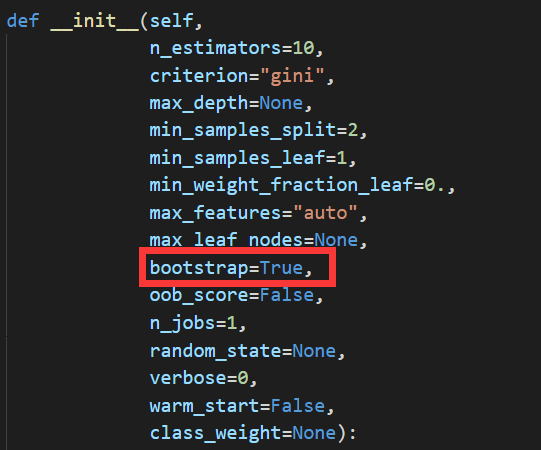 def __init__(self,
n_estimators=10,
criterion="gini",
max_depth=None,
min_samples_split=2,
min_samples_leaf=1,
min_weight_fraction_leaf=0.,
max_features="auto",
max_leaf_nodes=None,
bootstrap=True,
oob_score=False,
n_jobs=1,
random_state=None,
verbose=0,
warm_start=False,
class_weight=None):